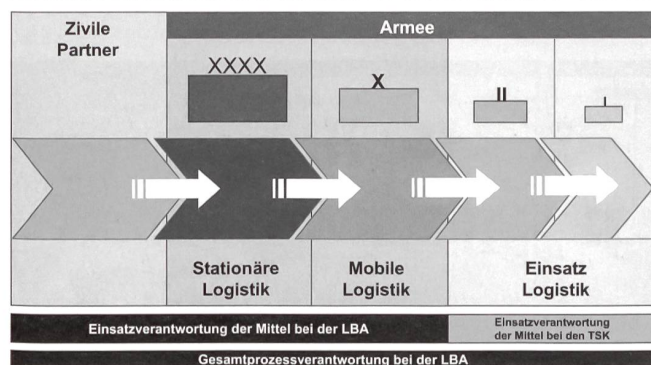 Zivile
Partner
Armee
XXXX
X
II
I
Stationäre
Logistik
Mobile
Logistik
Einsatz
Logistik
Einsatzverantwortung der Mittel bei der LBA
Einsatzverantwortung
der Mittel bei den TSK
Gesamtprozessverantwortung bei der LBA